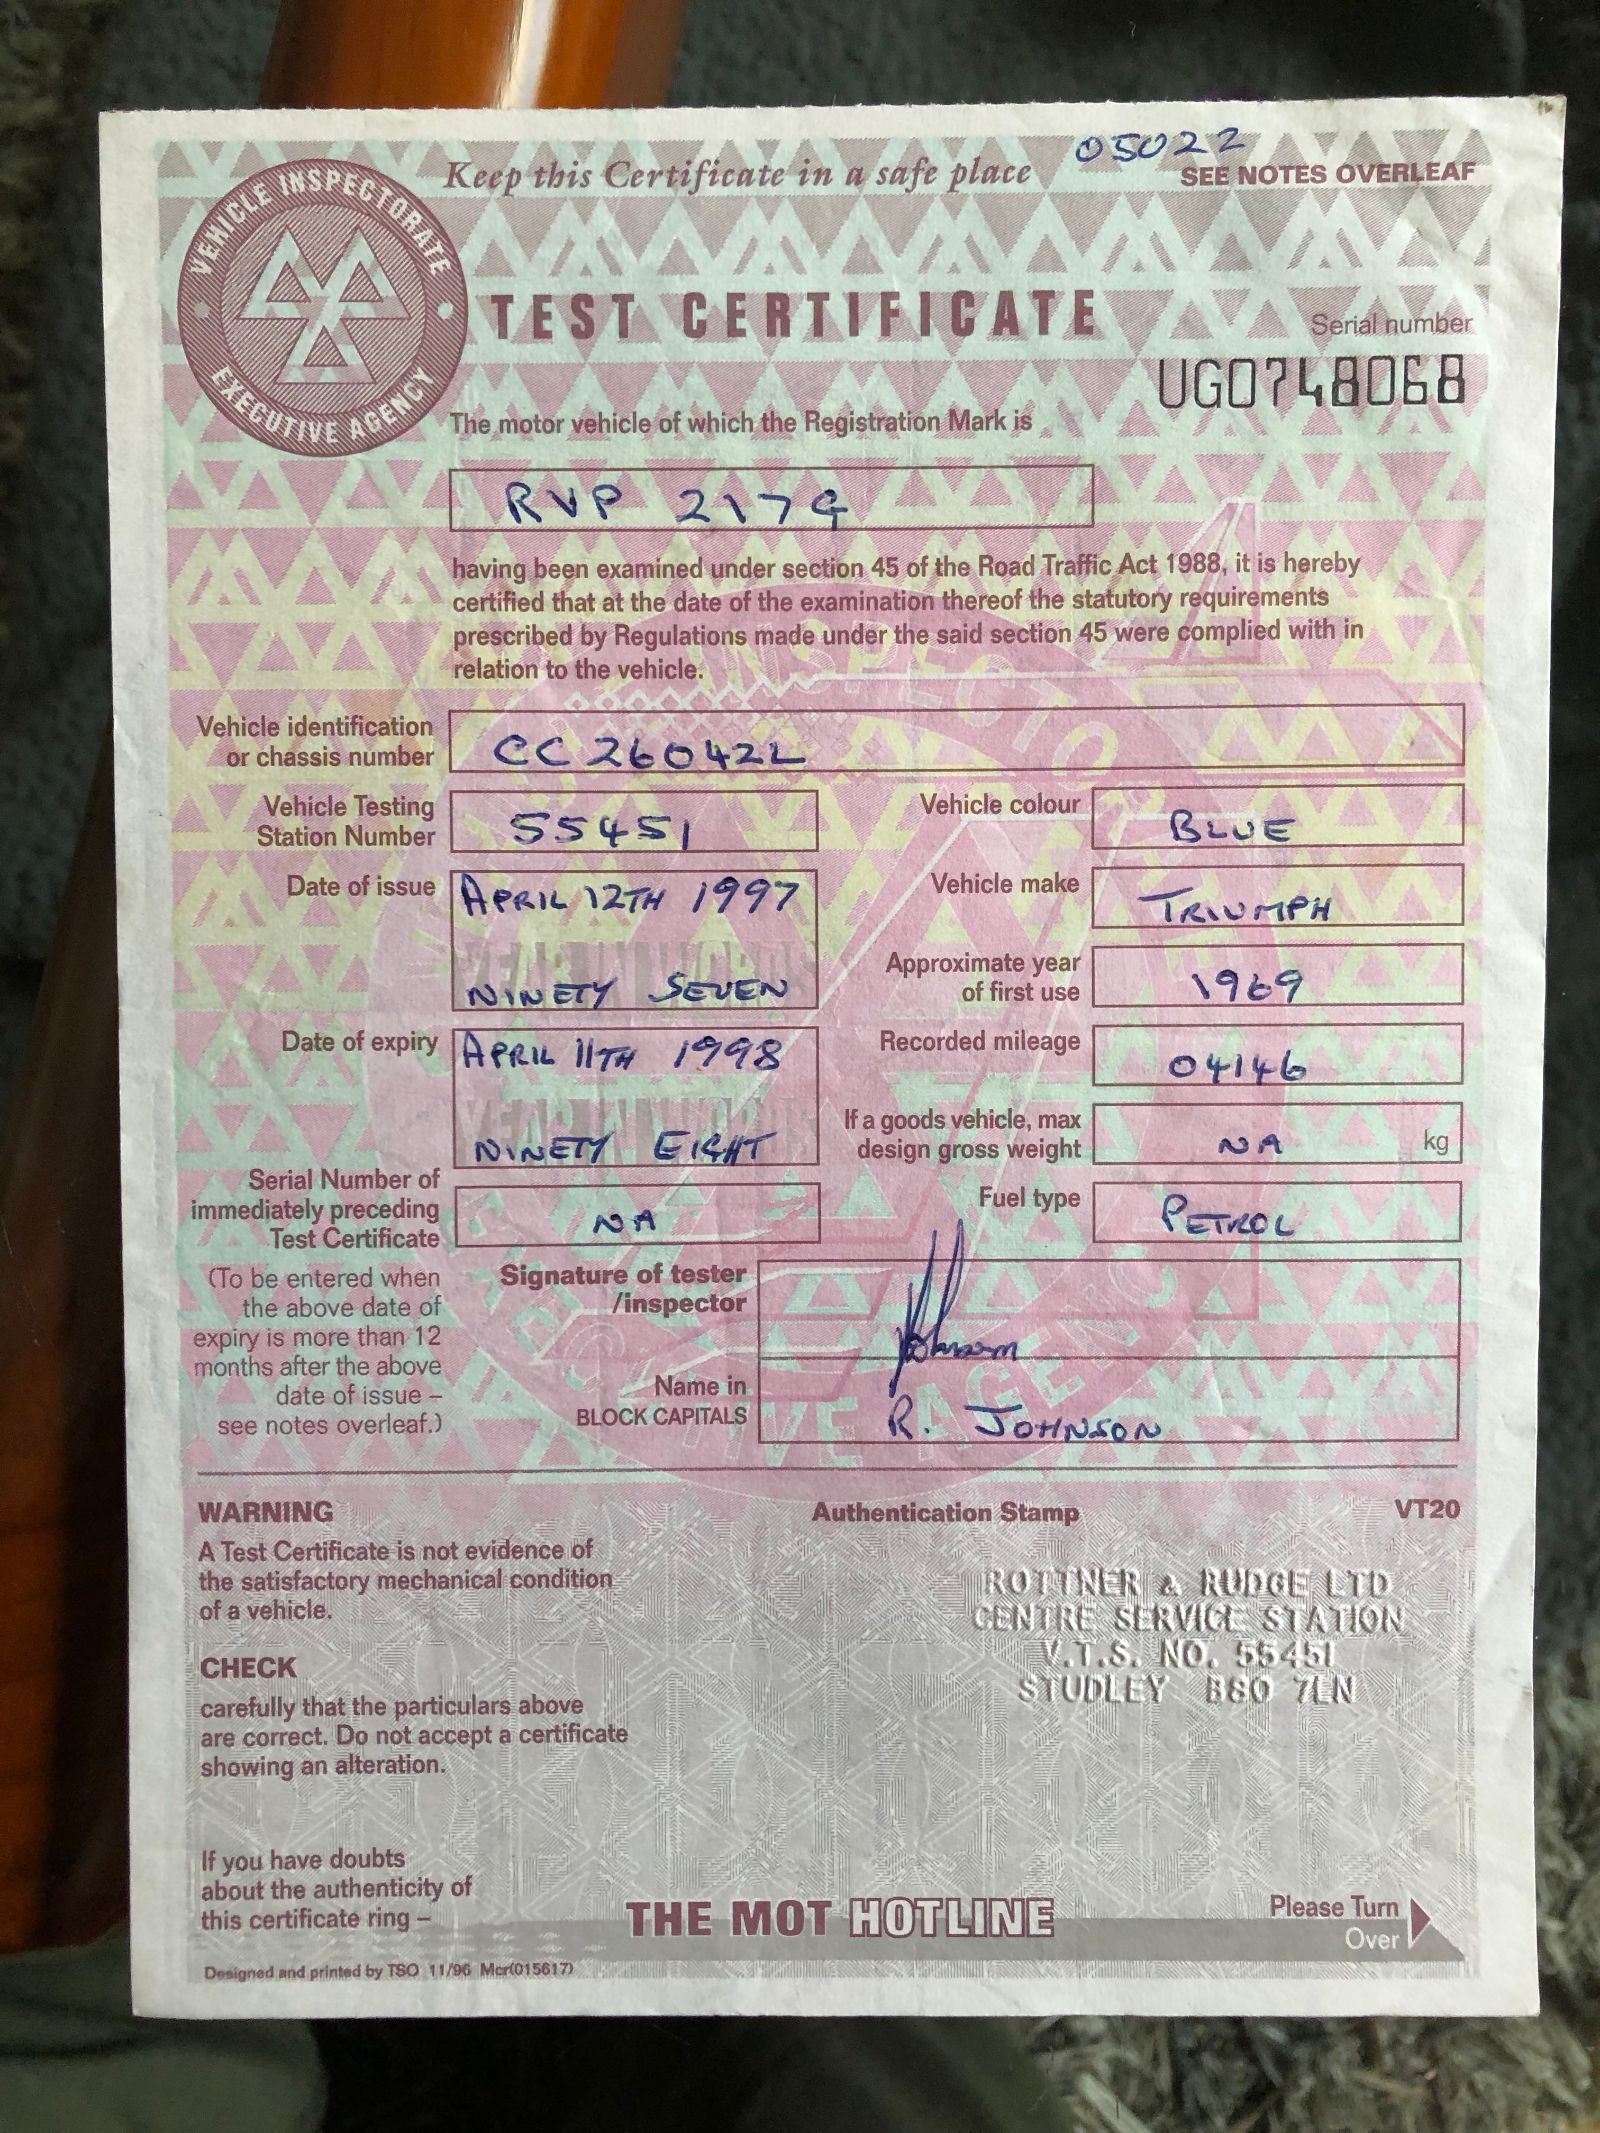 05022
Keep this Certificate in a safe place
SEE NOTES OVERLEAF
VEHICLE INSPECTORATE
EXECUTIVE AGENCY
TEST CERTIFICATE
Serial number
UG0748068
The motor vehicle of which the Registration Mark is
RVP 217G
having been examined under section 45 of the Road Traffic Act 1988, it is hereby
certified that at the date of the examination thereof the statutory requirements
prescribed by Regulations made under the said section 45 were complied with in
relation to the vehicle.
Vehicle identification
or chassis number
CC26042L
Vehicle Testing
Station Number
55451
Vehicle colour
BLUE
Date of issue
APRIL 12TH 1997
NINETY SEVEN
Vehicle make
TRIUMPH
Approximate year
of first use
1969
Date of expiry
APRIL 11TH 1998
NINETY EIGHT
Recorded mileage
04146
If a goods vehicle, max
design gross weight
NA
kg
Serial Number of
immediately preceding
Test Certificate
NA
Fuel type
PETROL
(To be entered when
the above date of
expiry is more than 12
months after the above
date of issue –
see notes overleaf.)
Signature of tester
/inspector
RJohnson
Name in
BLOCK CAPITALS
R. JOHNSON
WARNING
A Test Certificate is not evidence of
the satisfactory mechanical condition
of a vehicle.
Authentication Stamp
VT20
ROTTNER & RUDGE LTD
CENTRE SERVICE STATION
V.T.S. NO. 55451
STUDLEY B80 7LN
CHECK
carefully that the particulars above
are correct. Do not accept a certificate
showing an alteration.
If you have doubts
about the authenticity of
this certificate ring –
THE MOT HOTLINE
Please Turn
Over
Designed and printed by TSO 11/96 Mcr(015617)